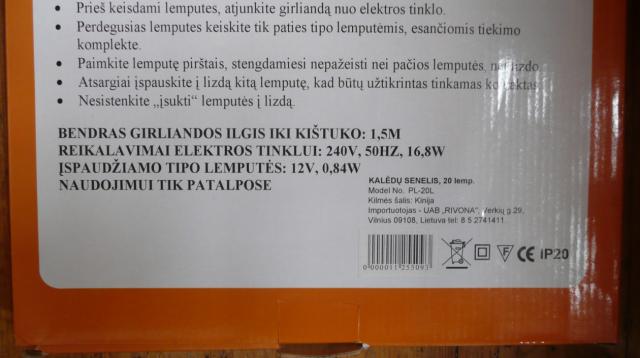 • Prieš keisdami lemputes, atjunkite girliandą nuo elektros tinklo.
• Perdegusias lemputes keiskite tik paties tipo lemputėmis, esančiomis tiekimo
komplekte.
• Paimkite lemputę pirštais, stengdamiesi nepažeisti nei pačios lemputės, nei lizdo
• Atsargiai įspauskite į lizdą kitą lemputę, kad būtų užtikrintas tinkamas kontaktas
• Nesistenkite „įsukti“ lemputės į lizdą.
BENDRAS GIRLIANDOS ILGIS IKI KIŠTUKO: 1,5M
REIKALAVIMAI ELEKTROS TINKLUI: 240V, 50HZ, 16,8W
ĮSPAUDŽIAMO TIPO LEMPUTĖS: 12V, 0,84W
NAUDOJIMUI TIK PATALPOSE
KALĖDŲ SENELIS, 20 lemp.
Model No. PL-20L
Kilmės šalis: Kinija
Importuotojas - UAB „RIVONA“, Verkių g.29,
Vilnius 09108, Lietuva tel: 8 5 2741411
0000011253093
F CE IP20